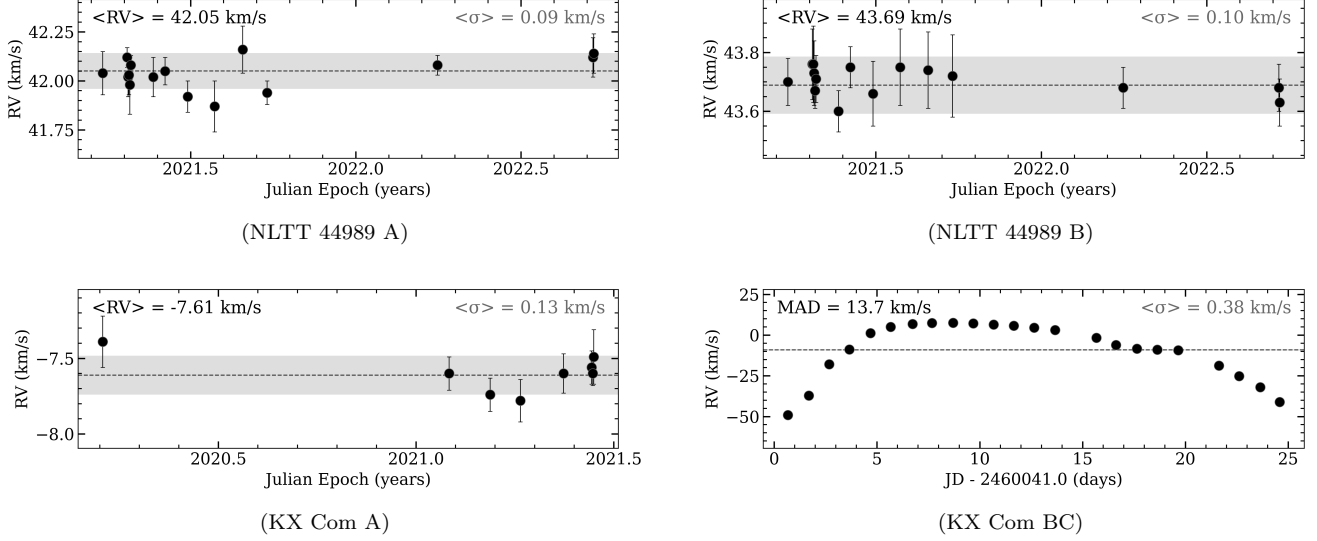 <RV> = 42.05 km/s <σ> = 0.09 km/s
42.25
42.00
41.75
RV (km/s)
2021.5 2022.0 2022.5
Julian Epoch (years)
(NLTT 44989 A)
<RV> = 43.69 km/s <σ> = 0.10 km/s
43.8
43.6
RV (km/s)
2021.5 2022.0 2022.5
Julian Epoch (years)
(NLTT 44989 B)
<RV> = -7.61 km/s <σ> = 0.13 km/s
−7.5
−8.0
RV (km/s)
2020.5 2021.0 2021.5
Julian Epoch (years)
(KX Com A)
MAD = 13.7 km/s <σ> = 0.38 km/s
25
0
−25
−50
RV (km/s)
0 5 10 15 20 25
JD - 2460041.0 (days)
(KX Com BC)